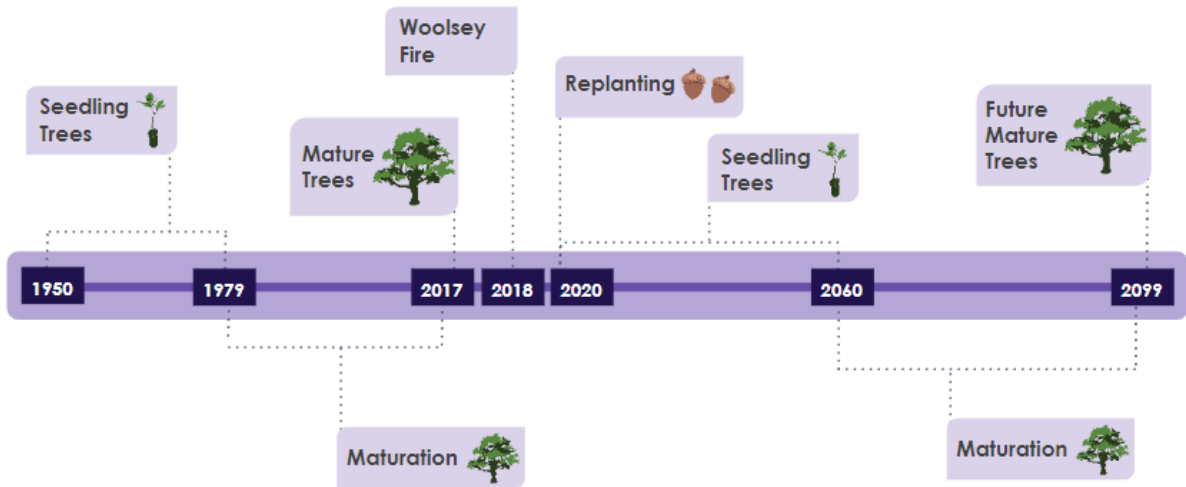 Woolsey
Fire
Seedling
Trees
Replanting
Mature
Trees
Seedling
Trees
Future
Mature
Trees
1950
1979
2017
2018
2020
2060
2099
Maturation
Maturation